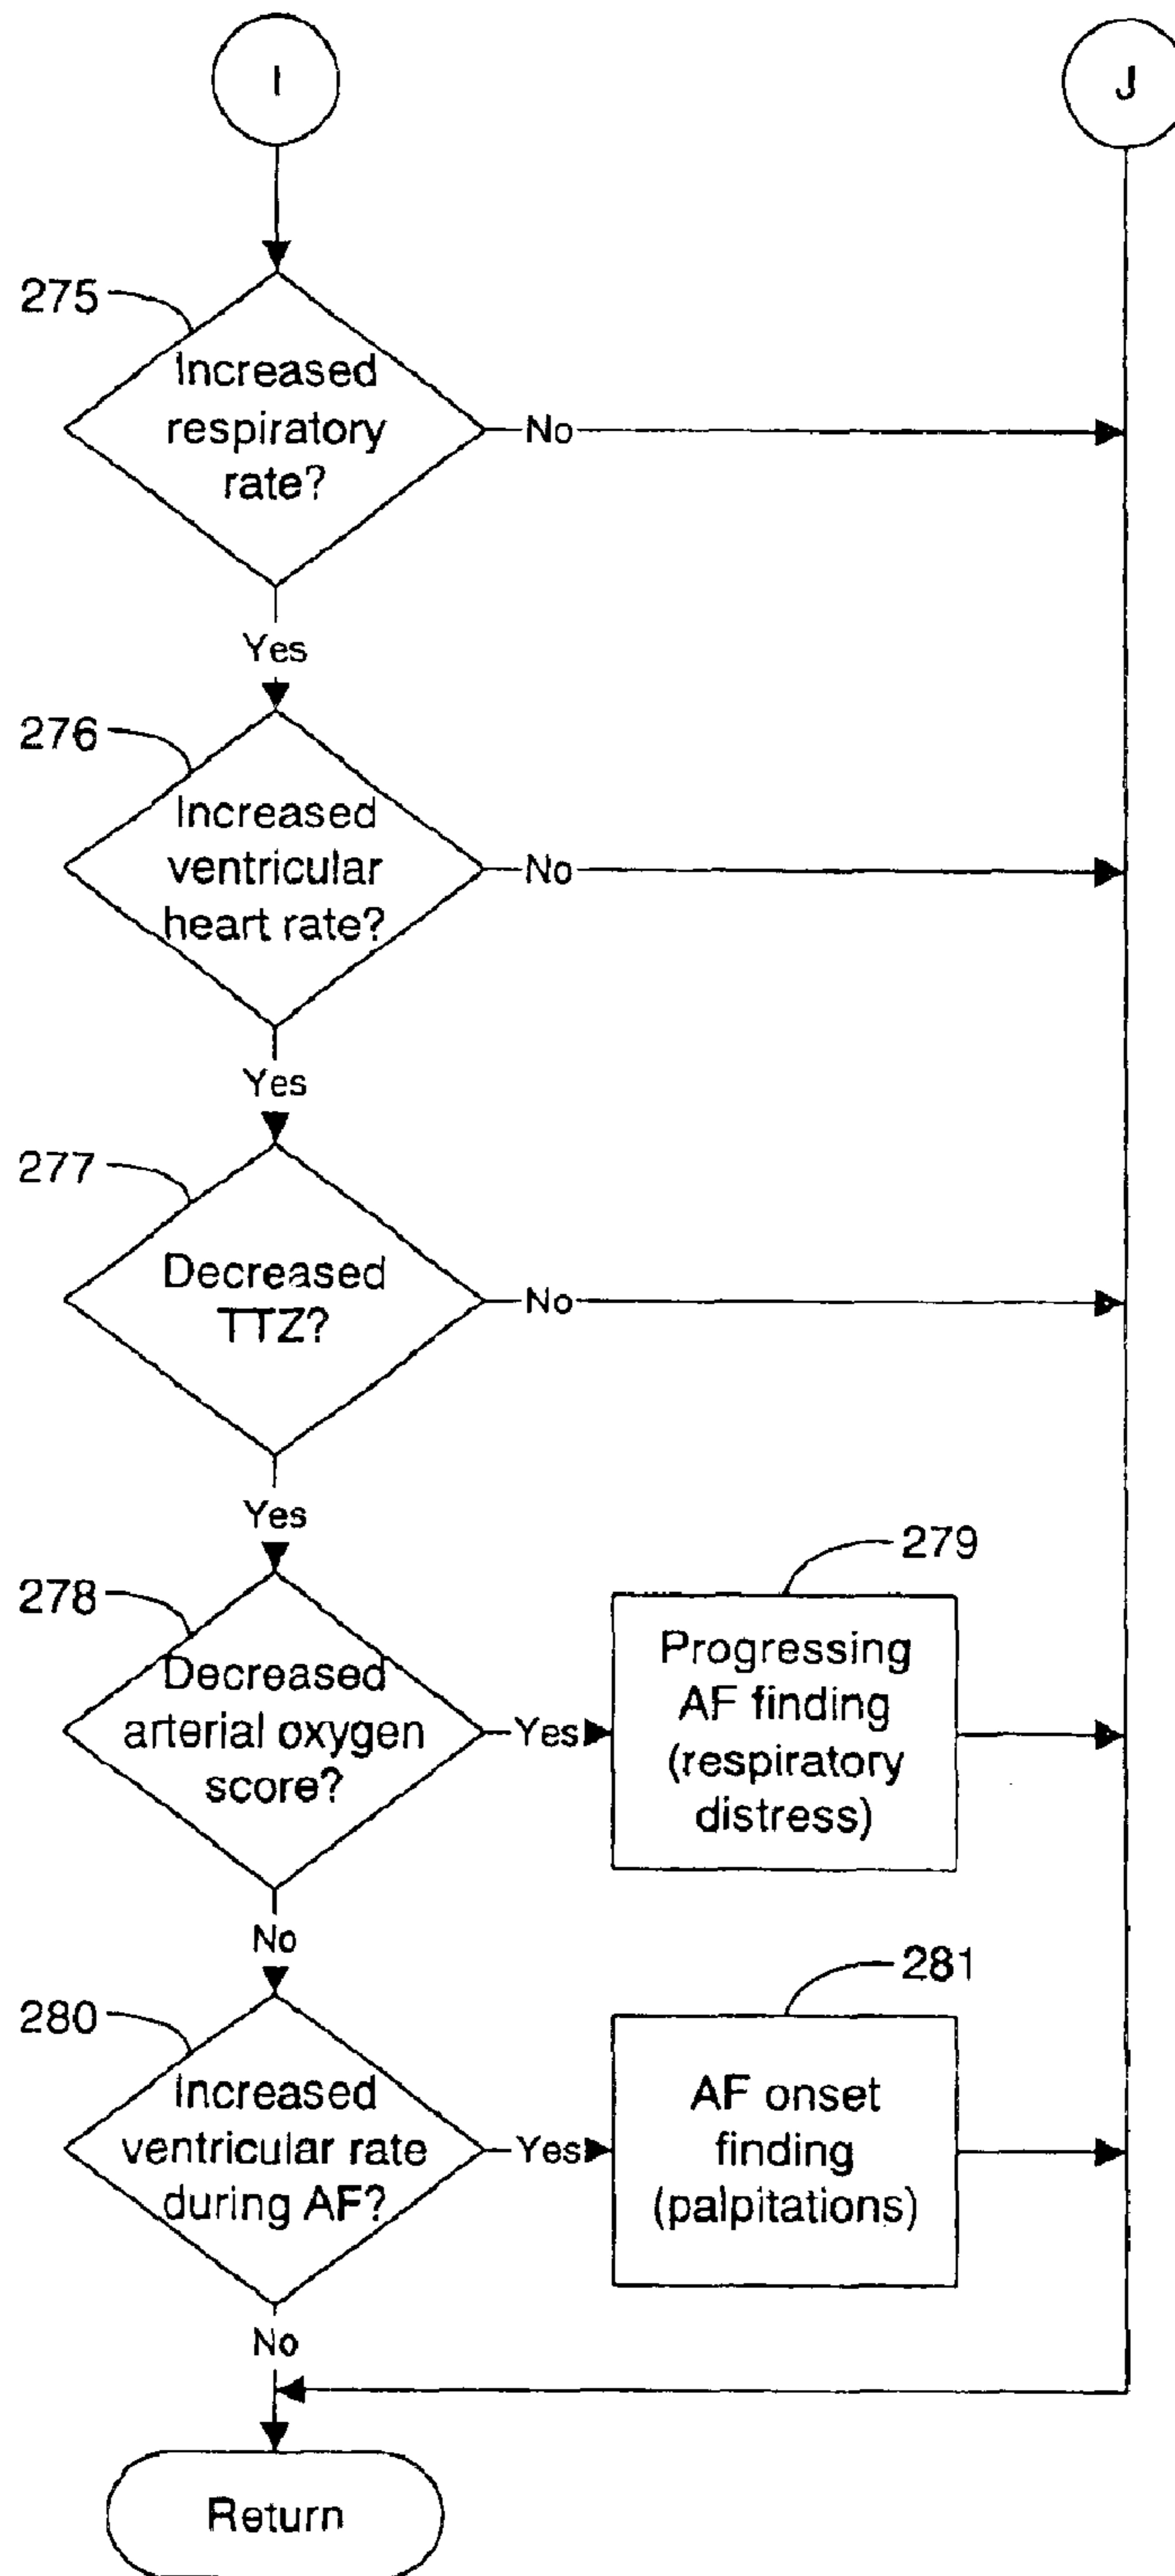 I
J
275
Increased
respiratory
rate?
No
Yes
276
Increased
ventricular
heart rate?
No
Yes
277
Decreased
TTZ?
No
Yes
278
Decreased
arterial oxygen
score?
Yes
279
Progressing
AF finding
(respiratory
distress)
No
280
Increased
ventricular rate
during AF?
Yes
281
AF onset
finding
(palpitations)
No
Return